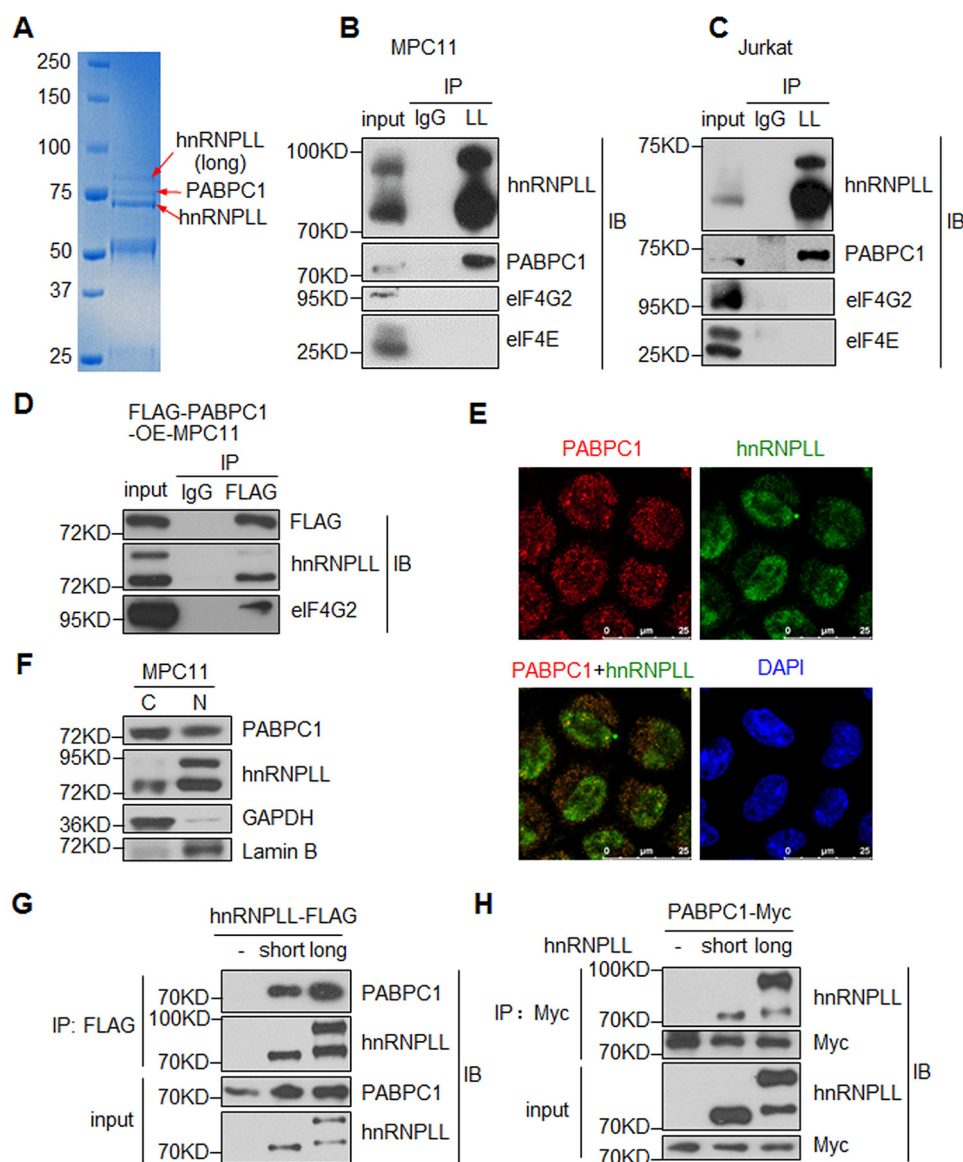 A
250
150
100
75
50
37
25
hnRNPLL
(long)
PABPC1
hnRNPLL
B
MPC11
IP
input IgG LL
100KD
70KD
hnRNPLL
70KD
PABPC1
95KD
eIF4G2
25KD
eIF4E
IB
C
Jurkat
IP
input IgG LL
75KD
hnRNPLL
75KD
PABPC1
95KD
eIF4G2
25KD
eIF4E
IB
D
FLAG-PABPC1
-OE-MPC11
IP
input IgG FLAG
72KD
FLAG
72KD
hnRNPLL
95KD
eIF4G2
IB
E
PABPC1
hnRNPLL
0 µm 25
0 µm 25
PABPC1+hnRNPLL
DAPI
0 µm 25
0 µm 25
F
MPC11
C N
72KD
PABPC1
95KD
72KD
hnRNPLL
36KD
GAPDH
72KD
Lamin B
G
hnRNPLL-FLAG
- short long
IP: FLAG
70KD
PABPC1
100KD
70KD
hnRNPLL
input
70KD
PABPC1
70KD
hnRNPLL
IB
H
PABPC1-Myc
hnRNPLL - short long
IP: Myc
100KD
70KD
hnRNPLL
70KD
Myc
input
70KD
hnRNPLL
70KD
Myc
IB